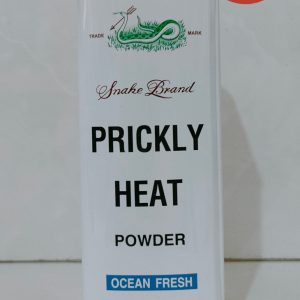 TRADE MARK
Snake Brand
PRICKLY
HEAT
POWDER
OCEAN FRESH